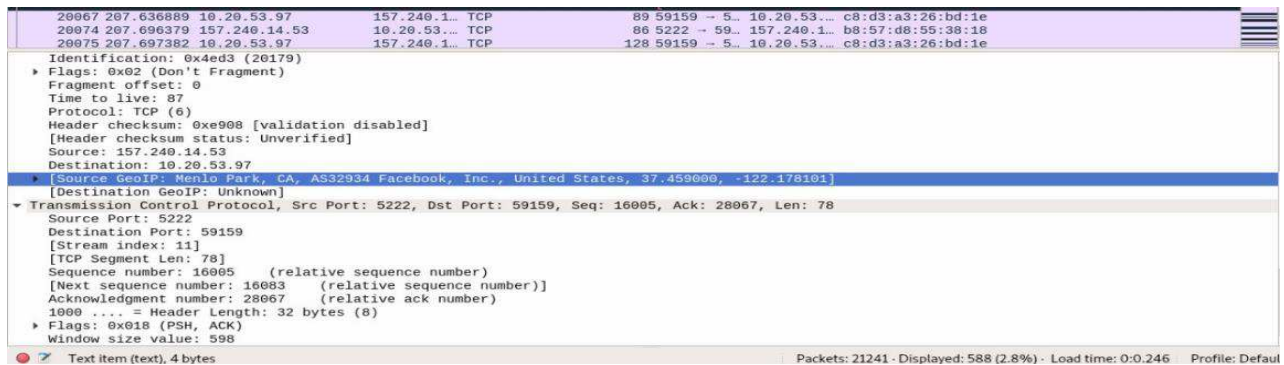 20067 207.636889 10.20.53.97 157.240.1… TCP 89 59159 → 5… 10.20.53.… c8:d3:a3:26:bd:1e
20074 207.696379 157.240.14.53 10.20.53.… TCP 86 5222 → 59… 157.240.1… b8:57:d8:55:38:18
20075 207.697382 10.20.53.97 157.240.1… TCP 128 59159 → 5… 10.20.53.… c8:d3:a3:26:bd:1e
Identification: 0x4ed3 (20179)
Flags: 0x02 (Don't Fragment)
Fragment offset: 0
Time to live: 87
Protocol: TCP (6)
Header checksum: 0xe908 [validation disabled]
[Header checksum status: Unverified]
Source: 157.240.14.53
Destination: 10.20.53.97
[Source GeoIP: Menlo Park, CA, AS32934 Facebook, Inc., United States, 37.459000, -122.178101]
[Destination GeoIP: Unknown]
Transmission Control Protocol, Src Port: 5222, Dst Port: 59159, Seq: 16005, Ack: 28067, Len: 78
Source Port: 5222
Destination Port: 59159
[Stream index: 11]
[TCP Segment Len: 78]
Sequence number: 16005 (relative sequence number)
[Next sequence number: 16083 (relative sequence number)]
Acknowledgment number: 28067 (relative ack number)
1000 .... = Header Length: 32 bytes (8)
Flags: 0x018 (PSH, ACK)
Window size value: 598
Text item (text), 4 bytes Packets: 21241 · Displayed: 588 (2.8%) · Load time: 0:0.246 Profile: Defaul